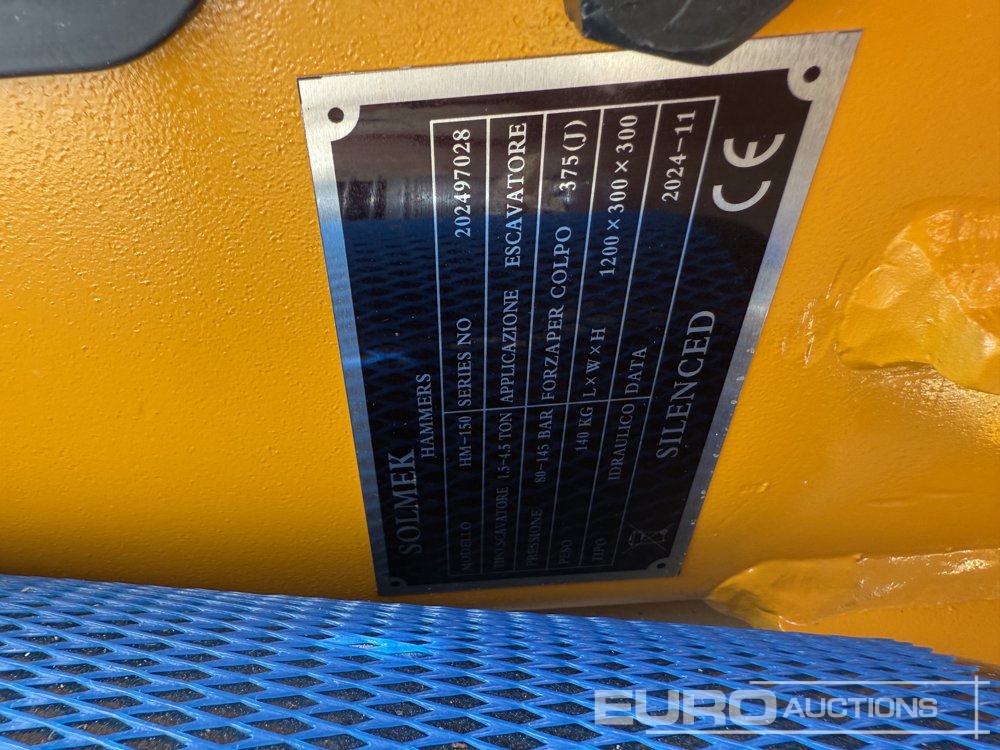 SOLMEK
HAMMERS
MODELLO HM-150 SERIES NO 202497028
TIPO SCAVATORE 1.5-4.5 TON APPLICAZIONE ESCAVATORE
PRESSIONE 80-145 BAR FORZAPER COLPO 375(J)
PESO 140 KG L×W×H 1200×300×300
TIPO IDRAULICO DATA 2024-11
SILENCED CE
EURO AUCTIONS